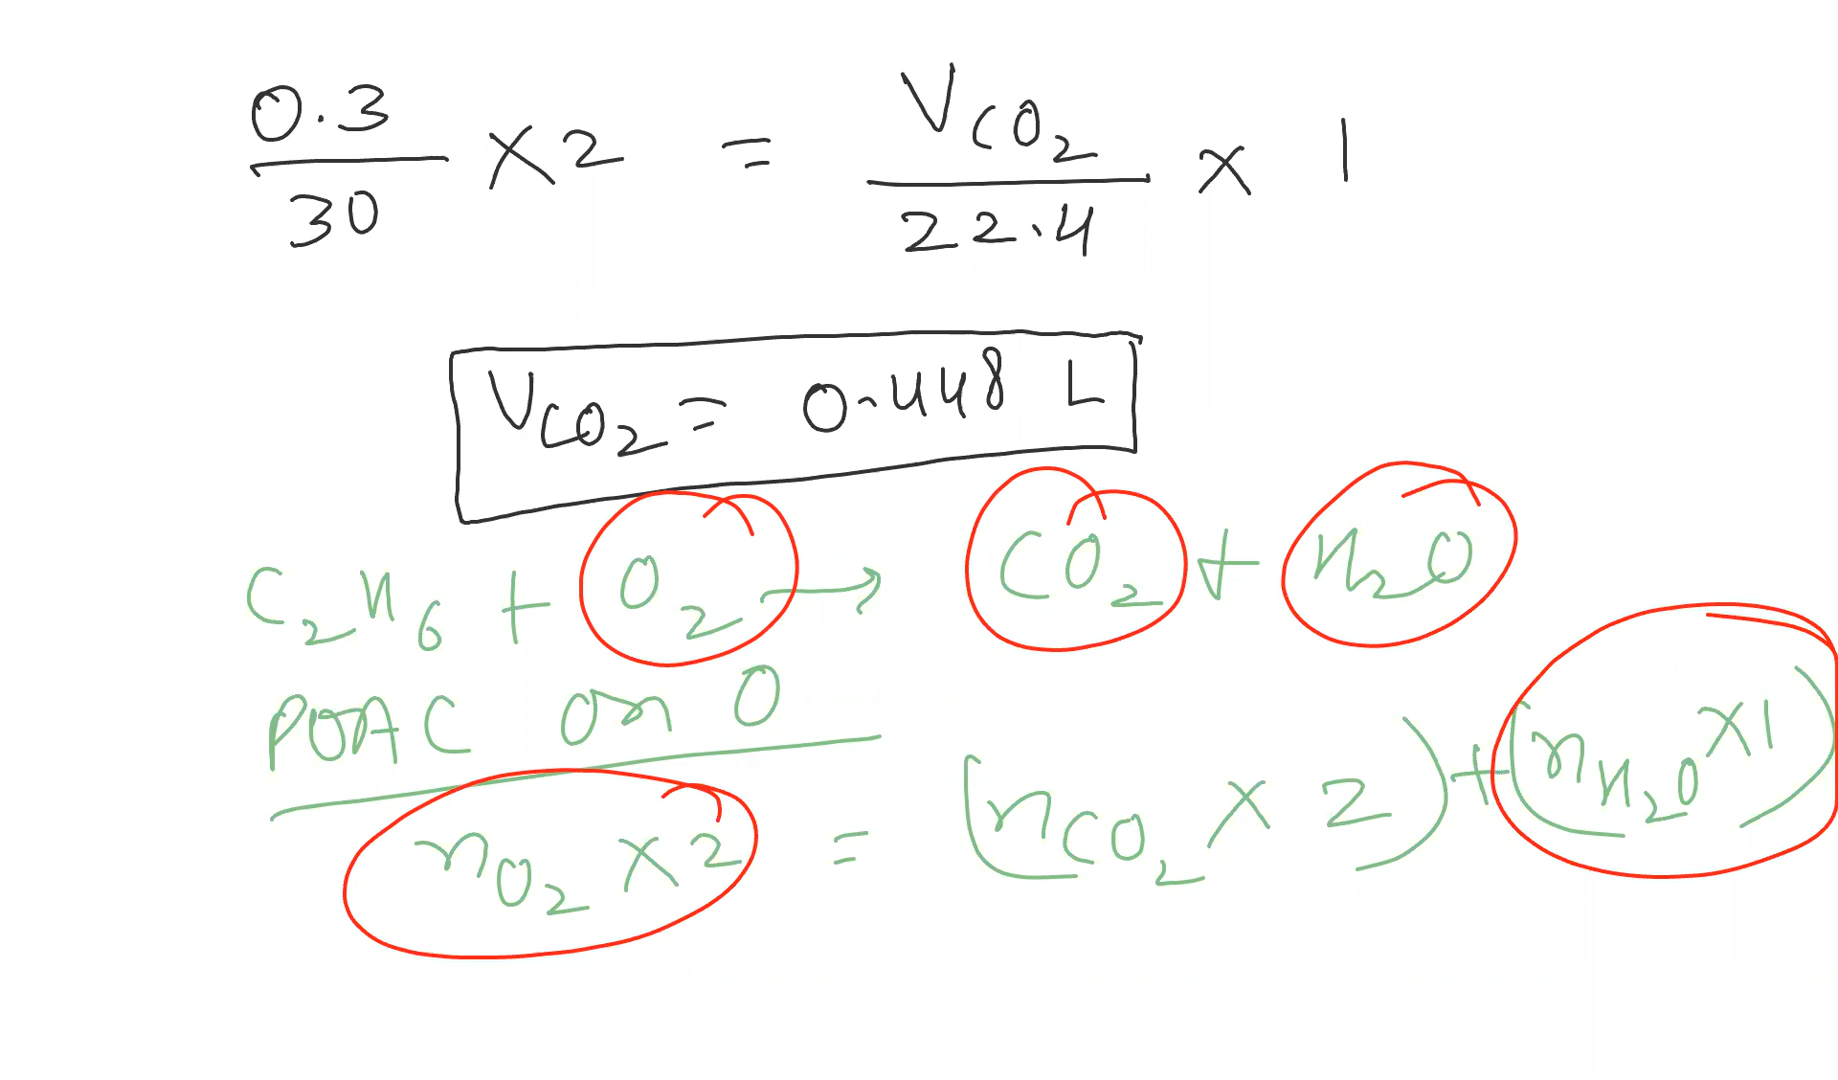 0.3/30 × 2 = V_CO₂/22.4 × 1
V_CO₂ = 0.448 L
C₂H₆ + O₂ → CO₂ + H₂O
POAC on O
n_O₂ × 2 = (n_CO₂ × 2) + (n_H₂O × 1)